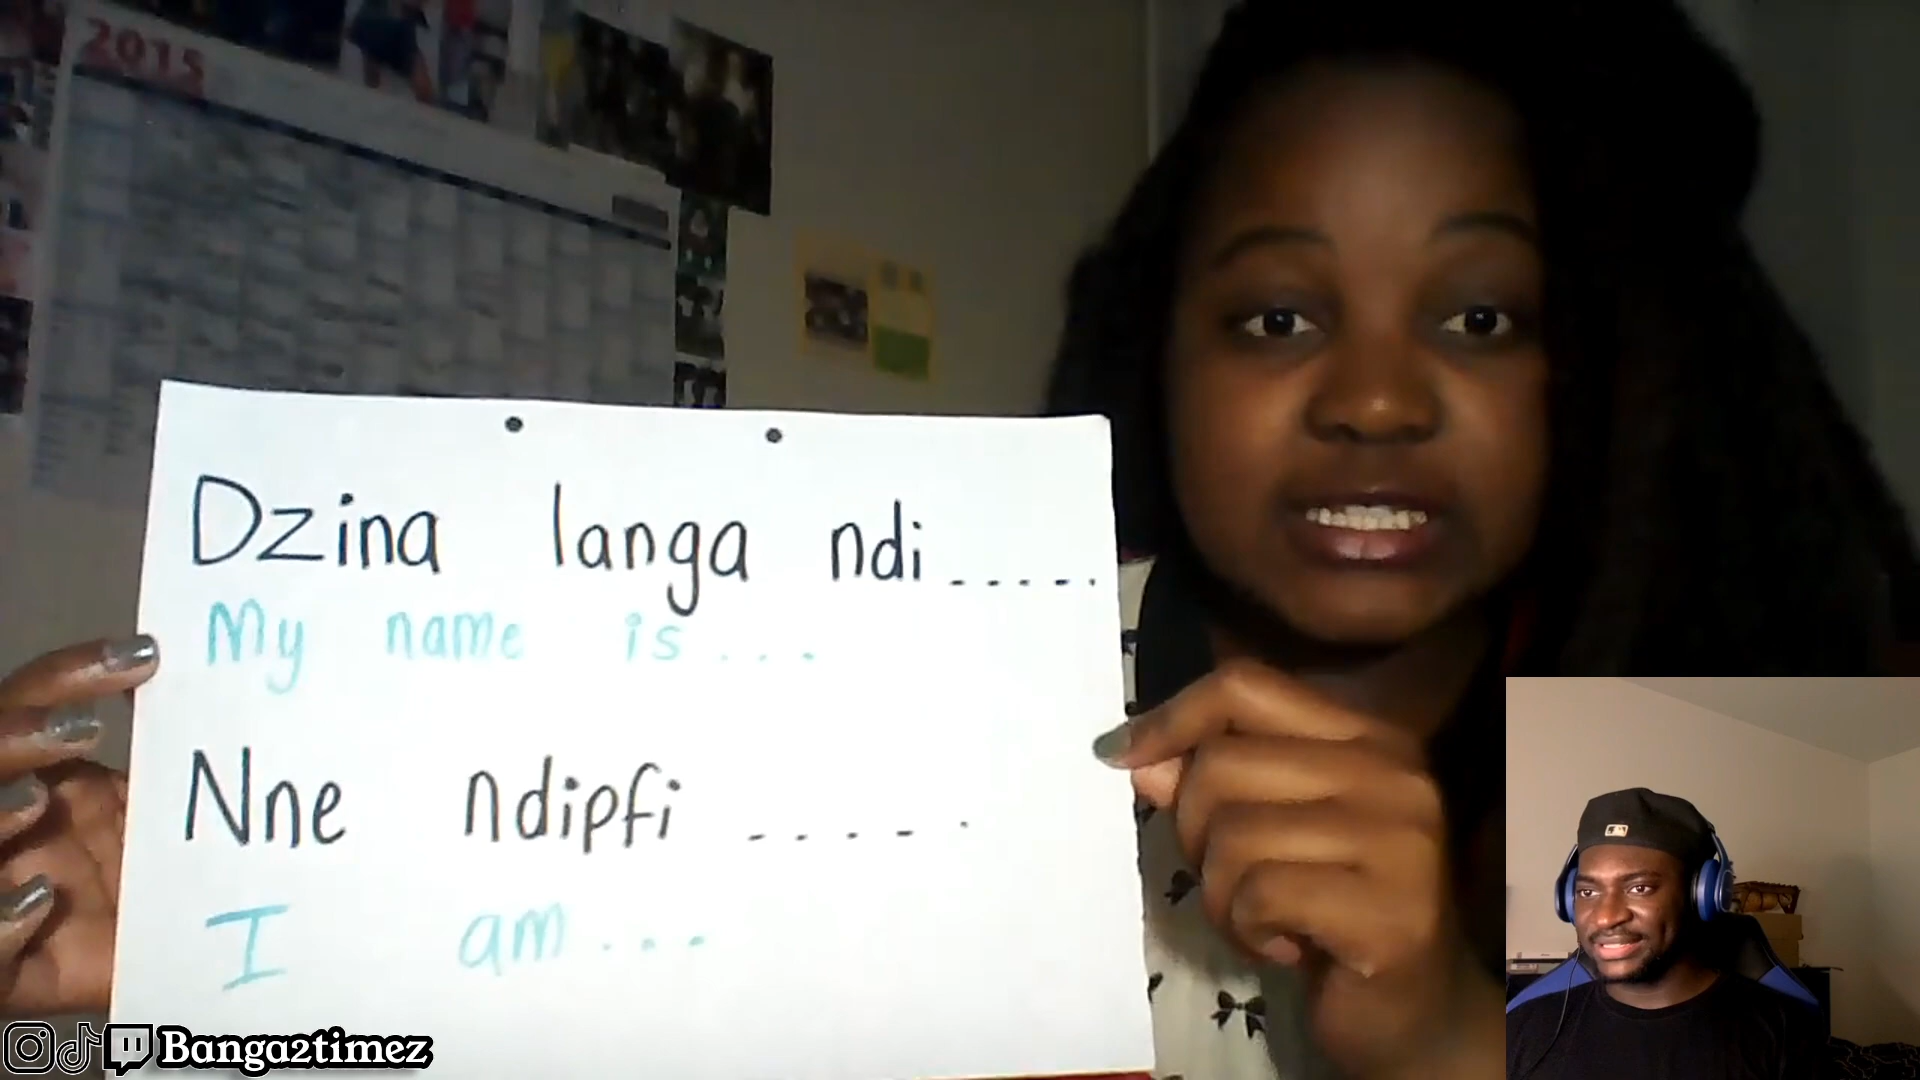 2015
Dzina langa ndi.....
My name is...
Nne ndipfi.....
I am...
Banga2timez